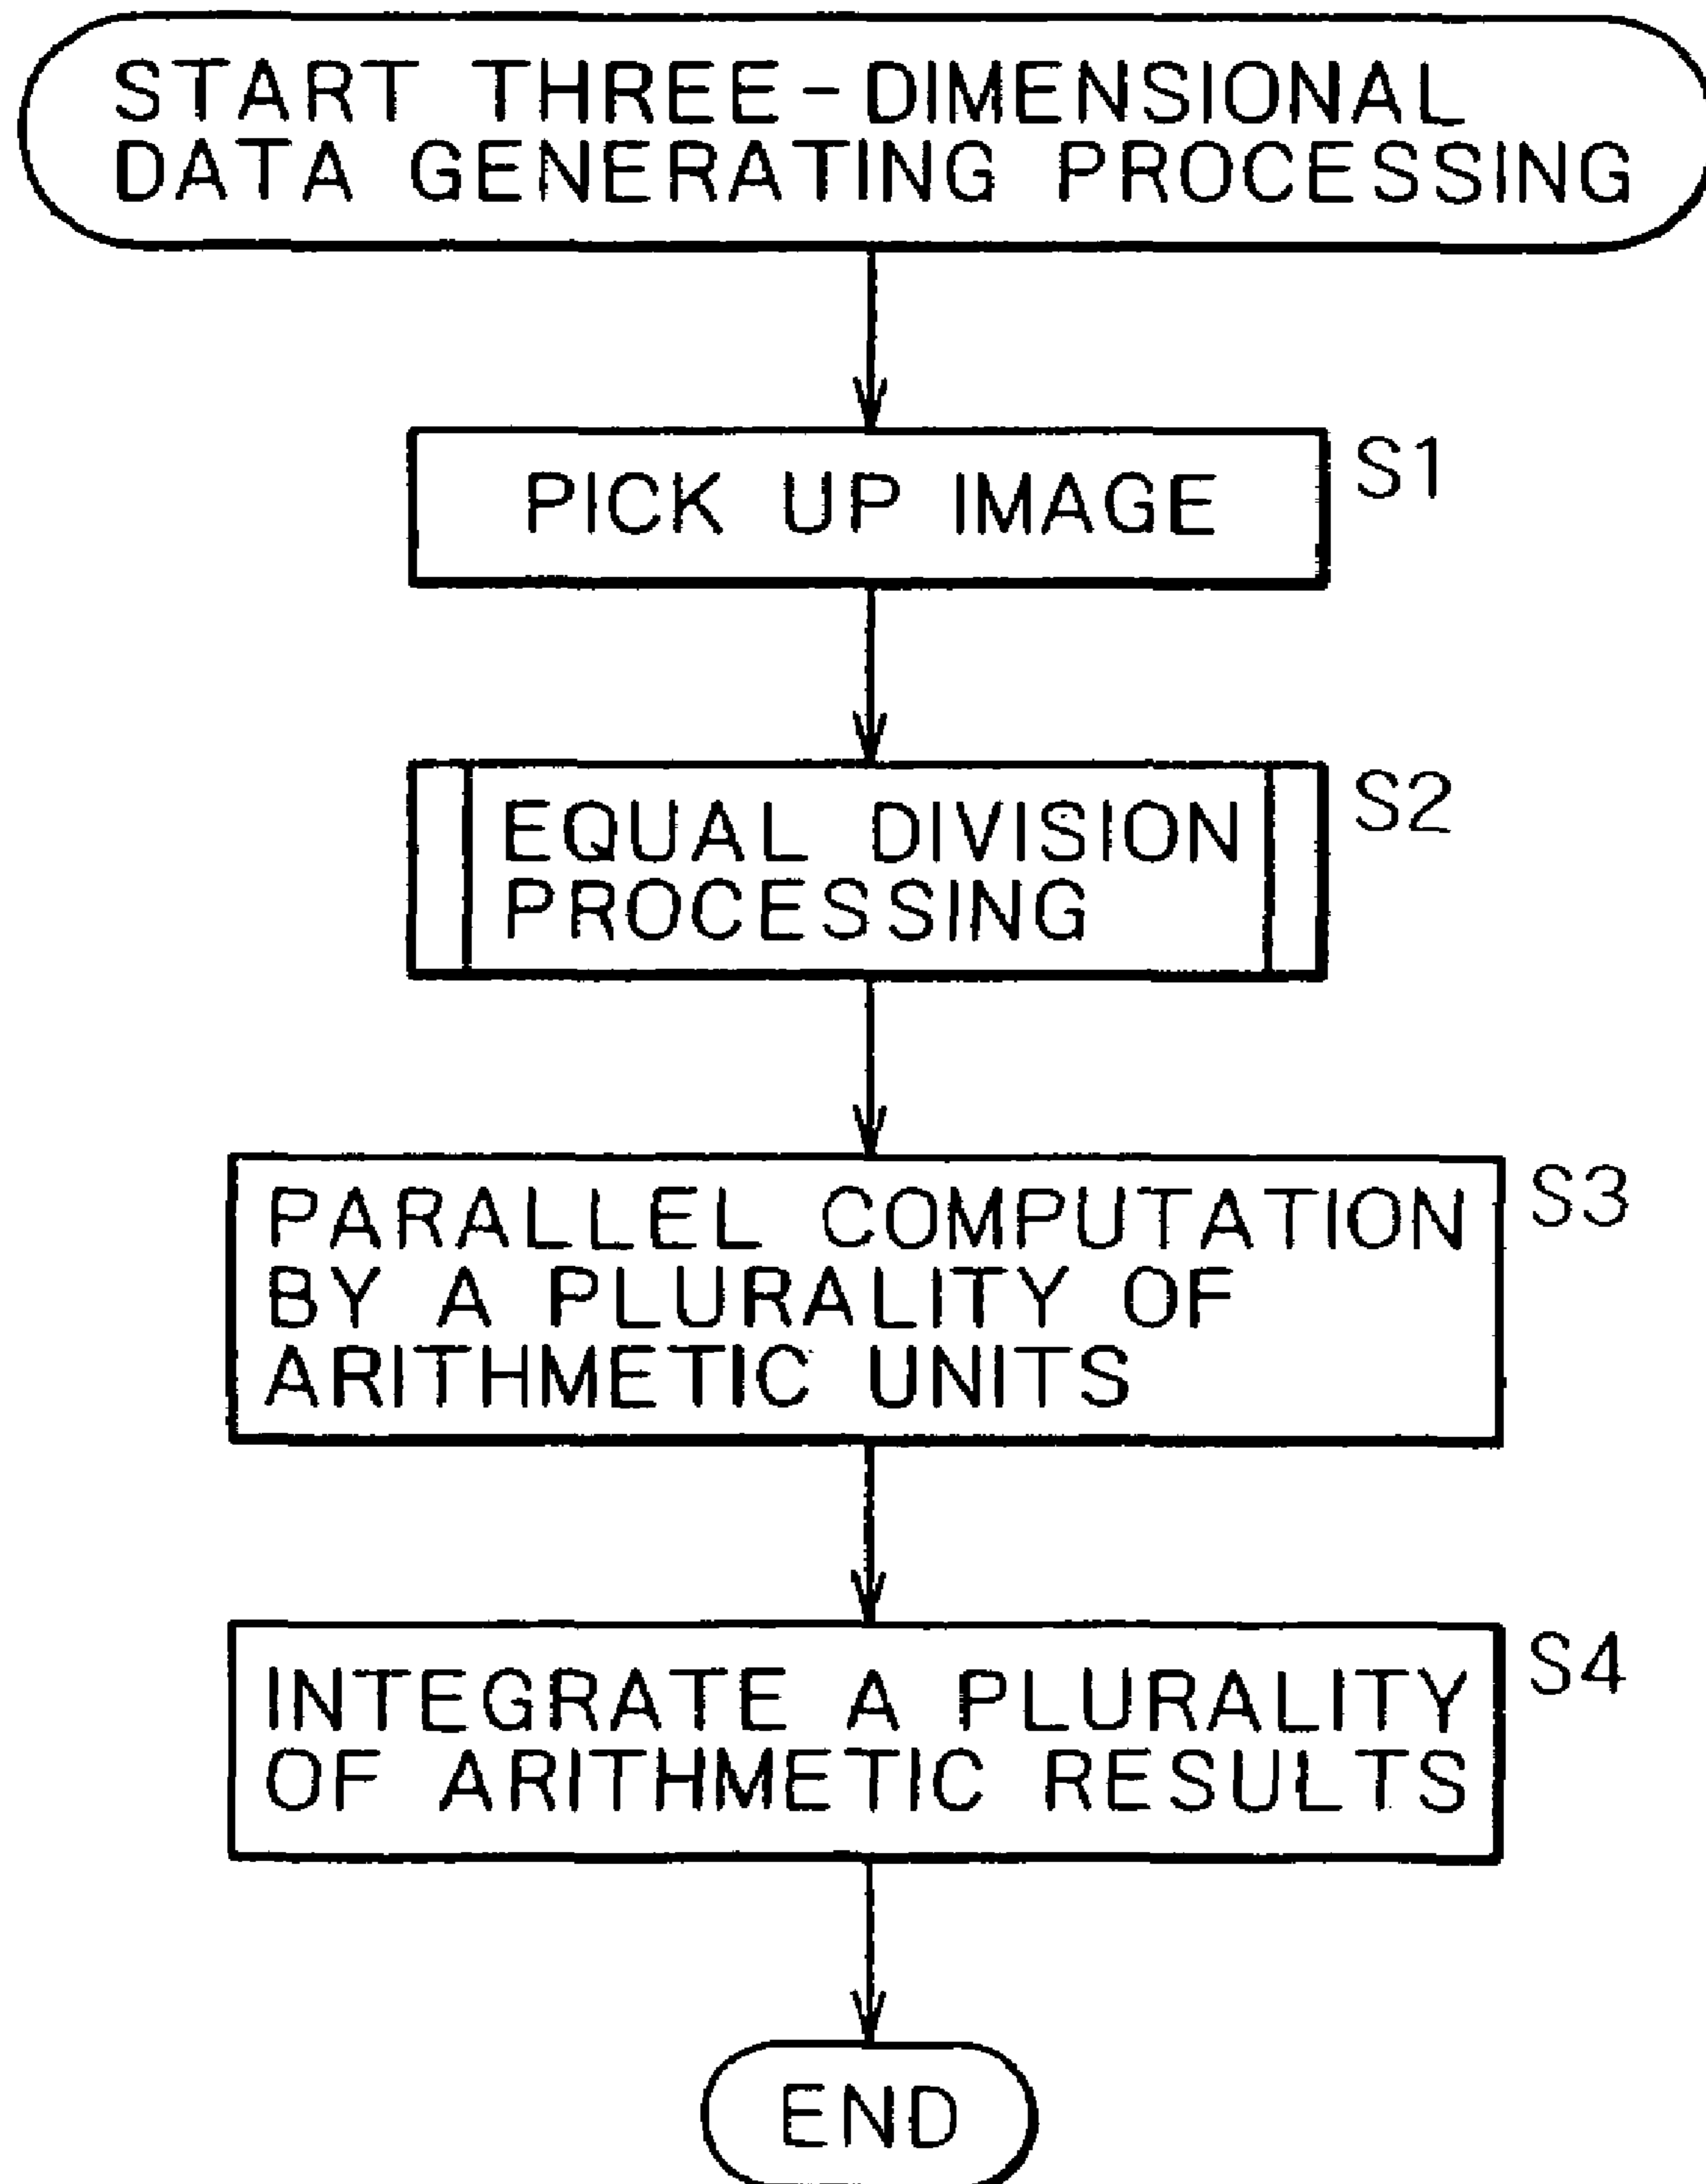 START THREE-DIMENSIONAL
DATA GENERATING PROCESSING
PICK UP IMAGE
S1
EQUAL DIVISION
PROCESSING
S2
PARALLEL COMPUTATION
BY A PLURALITY OF
ARITHMETIC UNITS
S3
INTEGRATE A PLURALITY
OF ARITHMETIC RESULTS
S4
END